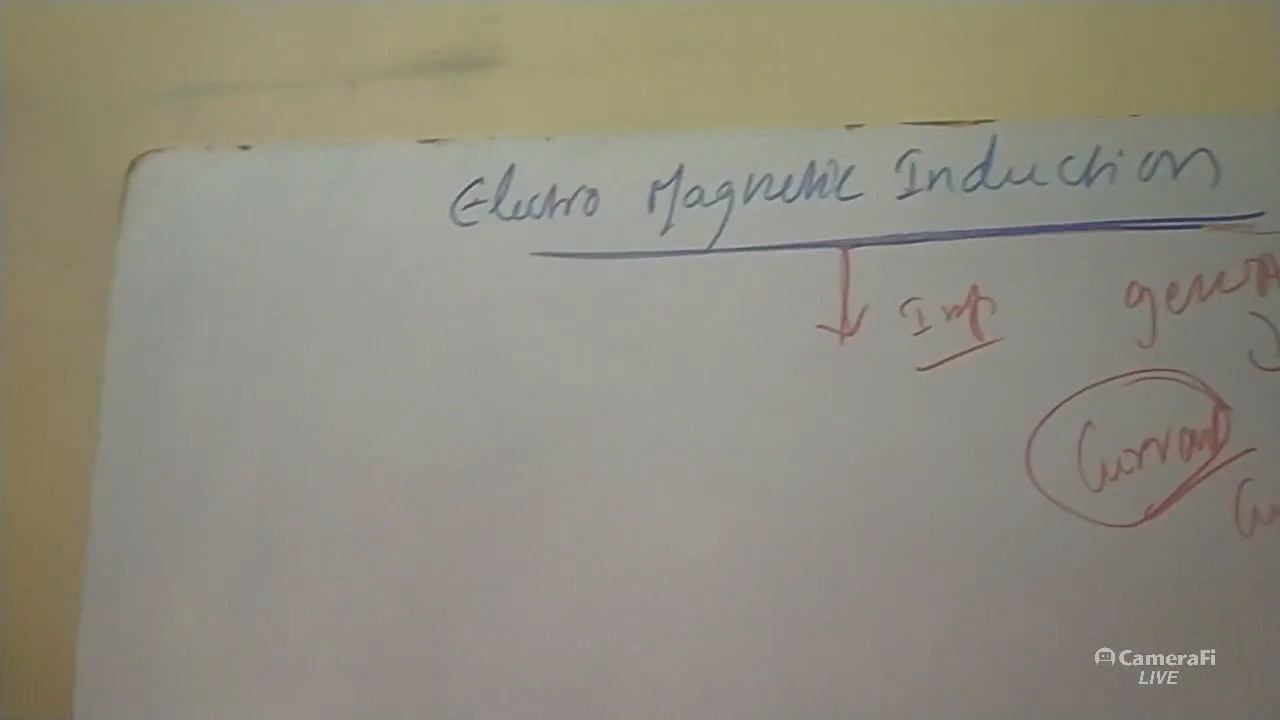 Electro Magnetic Induction
Imp
Current
CameraFi
LIVE